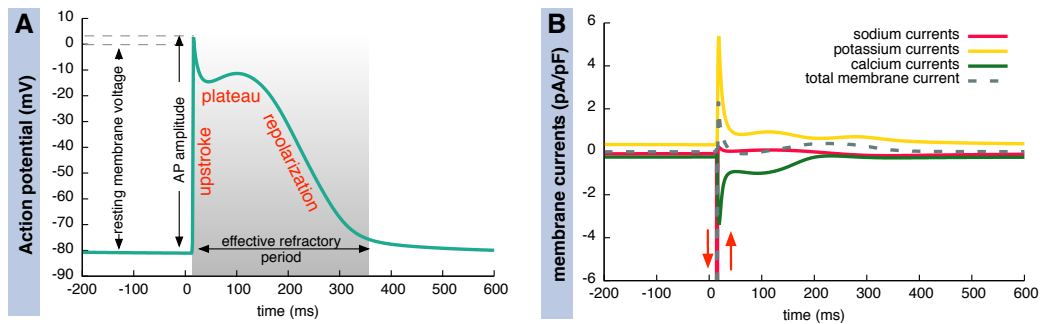 A
Action potential (mV)
10
0
-10
-20
-30
-40
-50
-60
-70
-80
-90
-200
-100
0
100
200
300
400
500
600
time (ms)
resting membrane voltage
AP amplitude
upstroke
plateau
repolarization
effective refractory
period
B
membrane currents (pA/pF)
6
4
2
0
-2
-4
-6
-200
-100
0
100
200
300
400
500
600
time (ms)
sodium currents
potassium currents
calcium currents
total membrane current